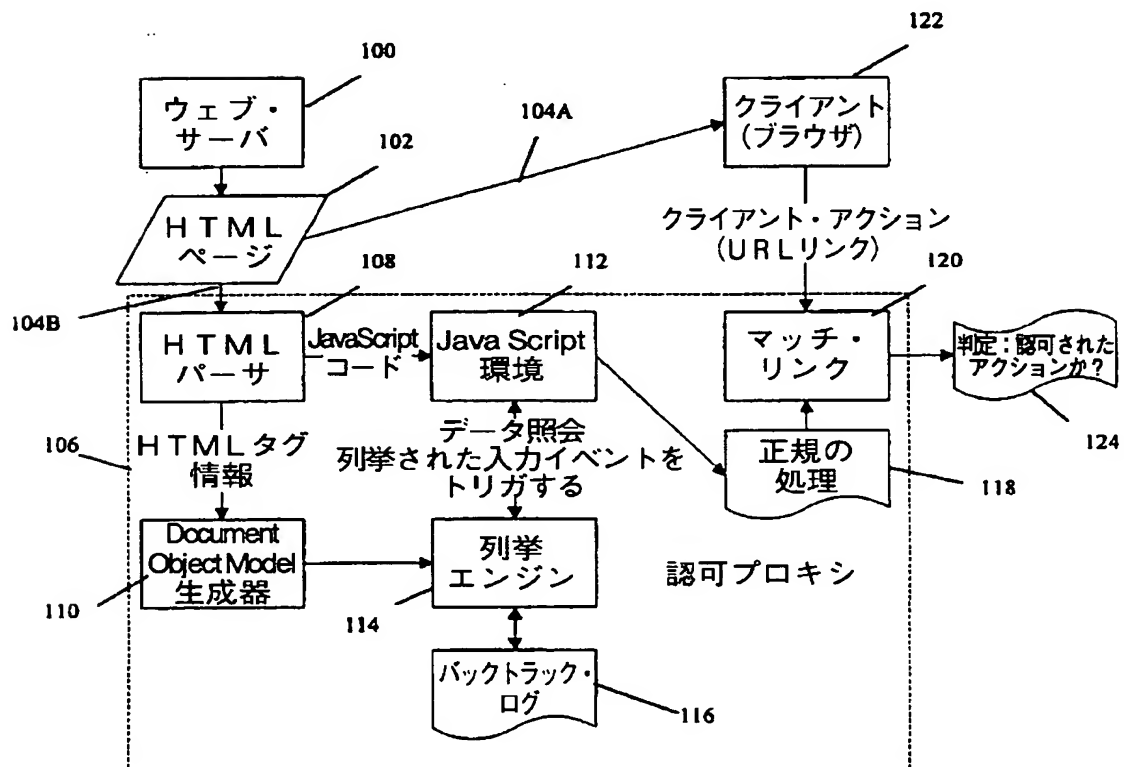 100
ウェブ・
サーバ
122
クライアント
(ブラウザ)
104A
102
HTML
ページ
クライアント・アクション
(URLリンク)
104B
108
112
120
HTML
パーサ
JavaScript
コード
Java Script
環境
マッチ・
リンク
判定:認可された
アクションか?
124
106
HTMLタグ
情報
データ照会
列挙された入力イベントを
トリガする
正規の
処理
118
Document
Object Model
生成器
110
列挙
エンジン
114
認可プロキシ
バックトラック・
ログ
116